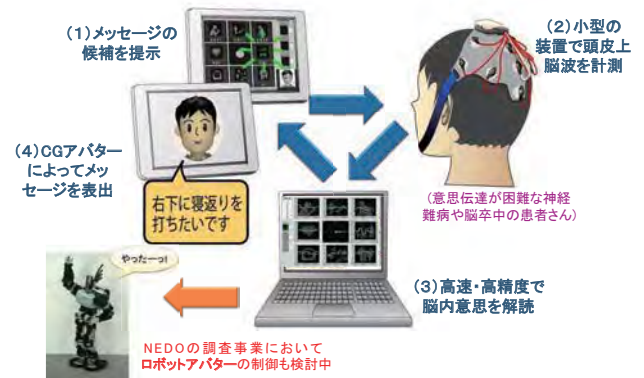 (1)メッセージの
候補を提示
(2)小型の
装置で頭皮上
脳波を計測
(4)CGアバター
によってメッ
セージを表出
右下に寝返りを
打ちたいです
(意思伝達が困難な神経
難病や脳卒中の患者さん)
やったーっ!
(3)高速・高精度で
脳内意思を解読
NEDOの調査事業において
ロボットアバターの制御も検討中